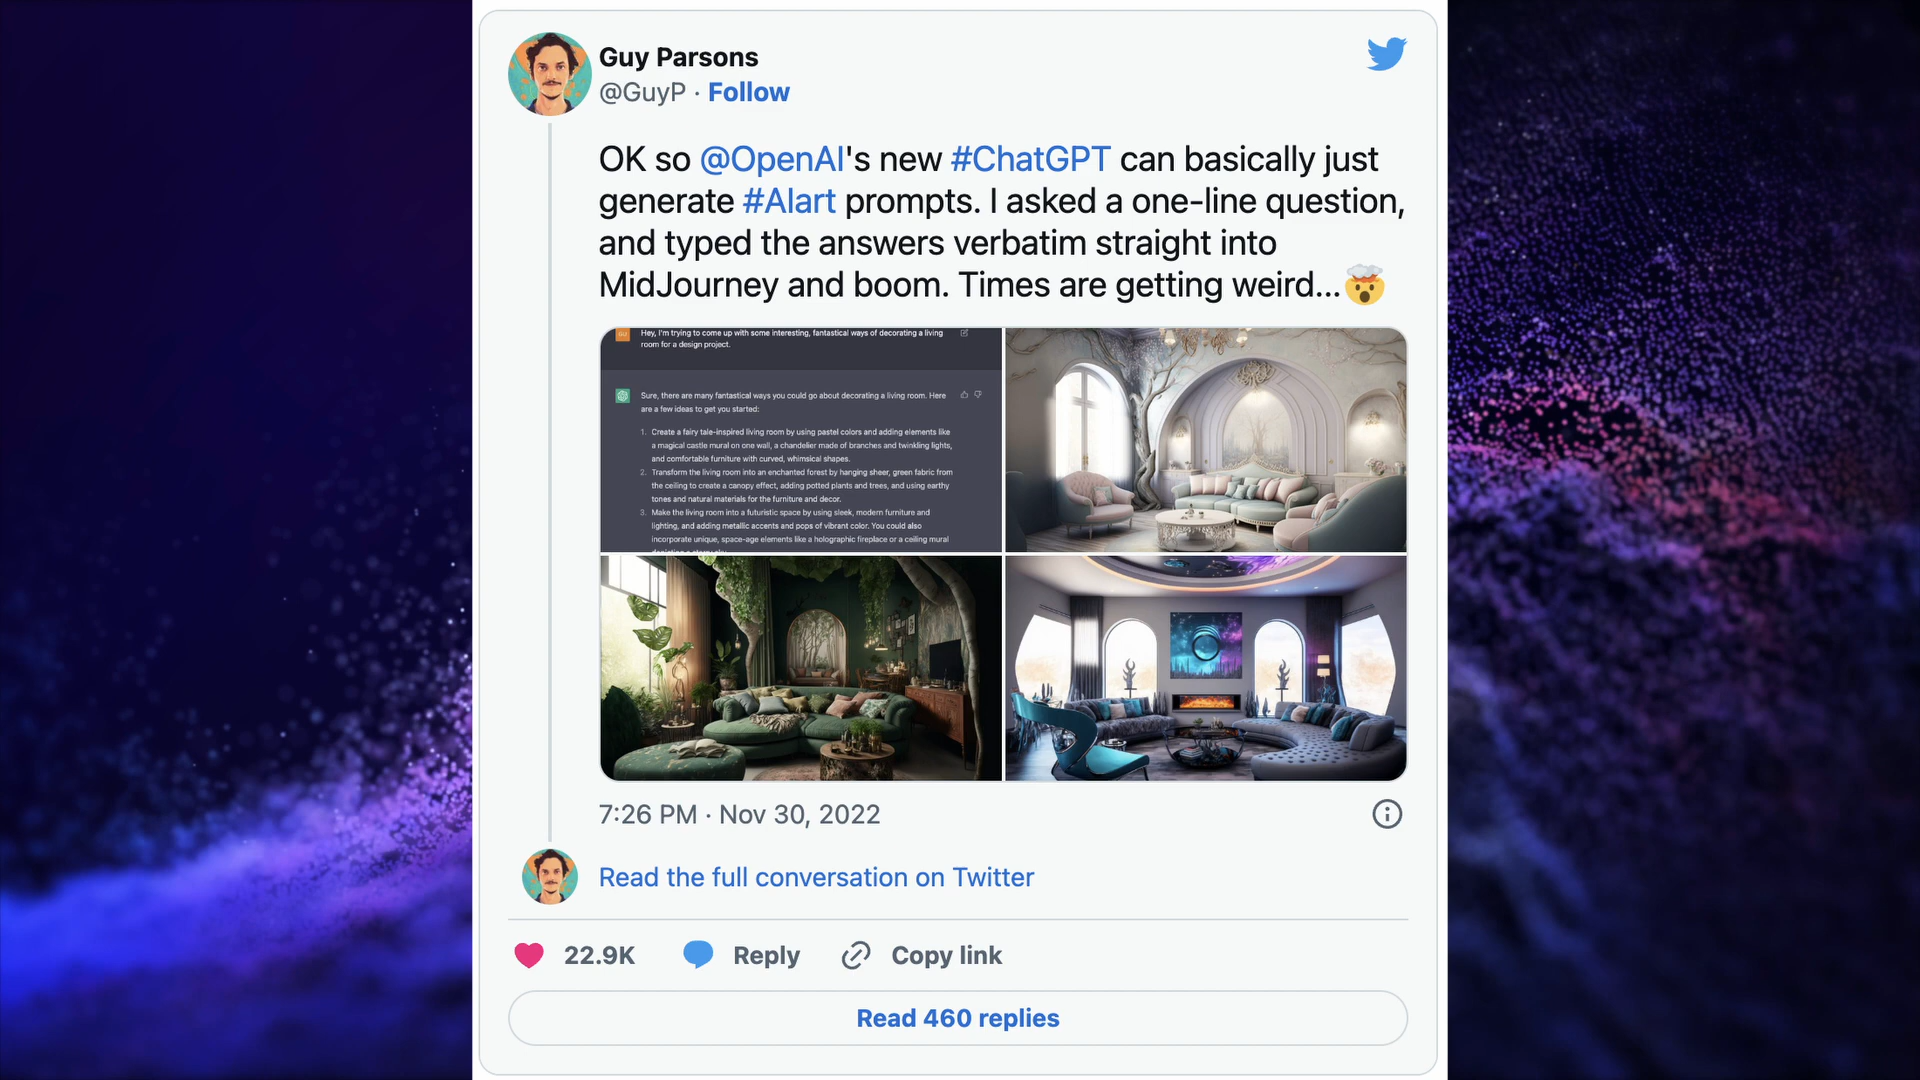 Guy Parsons
@GuyP · Follow
OK so @OpenAI's new #ChatGPT can basically just
generate #AIart prompts. I asked a one-line question,
and typed the answers verbatim straight into
MidJourney and boom. Times are getting weird...🤯
Hey, I'm trying to come up with some interesting, fantastical ways of decorating a living
room for a design project.
Sure, there are many fantastical ways you could go about decorating a living room. Here
are a few ideas to get you started:
1. Create a fairy tale-inspired living room by using pastel colors and adding elements like
a magical castle mural on one wall, a chandelier made of branches and twinkling lights,
and comfortable furniture with curved, whimsical shapes.
2. Transform the living room into an enchanted forest by hanging sheer, green fabric from
the ceiling to create a canopy effect, adding potted plants and trees, and using earthy
tones and natural materials for the furniture and decor.
3. Make the living room into a futuristic space by using sleek, modern furniture and
lighting, and adding metallic accents and pops of vibrant color. You could also
incorporate unique, space-age elements like a holographic fireplace or a ceiling mural
7:26 PM · Nov 30, 2022
Read the full conversation on Twitter
22.9K Reply Copy link
Read 460 replies